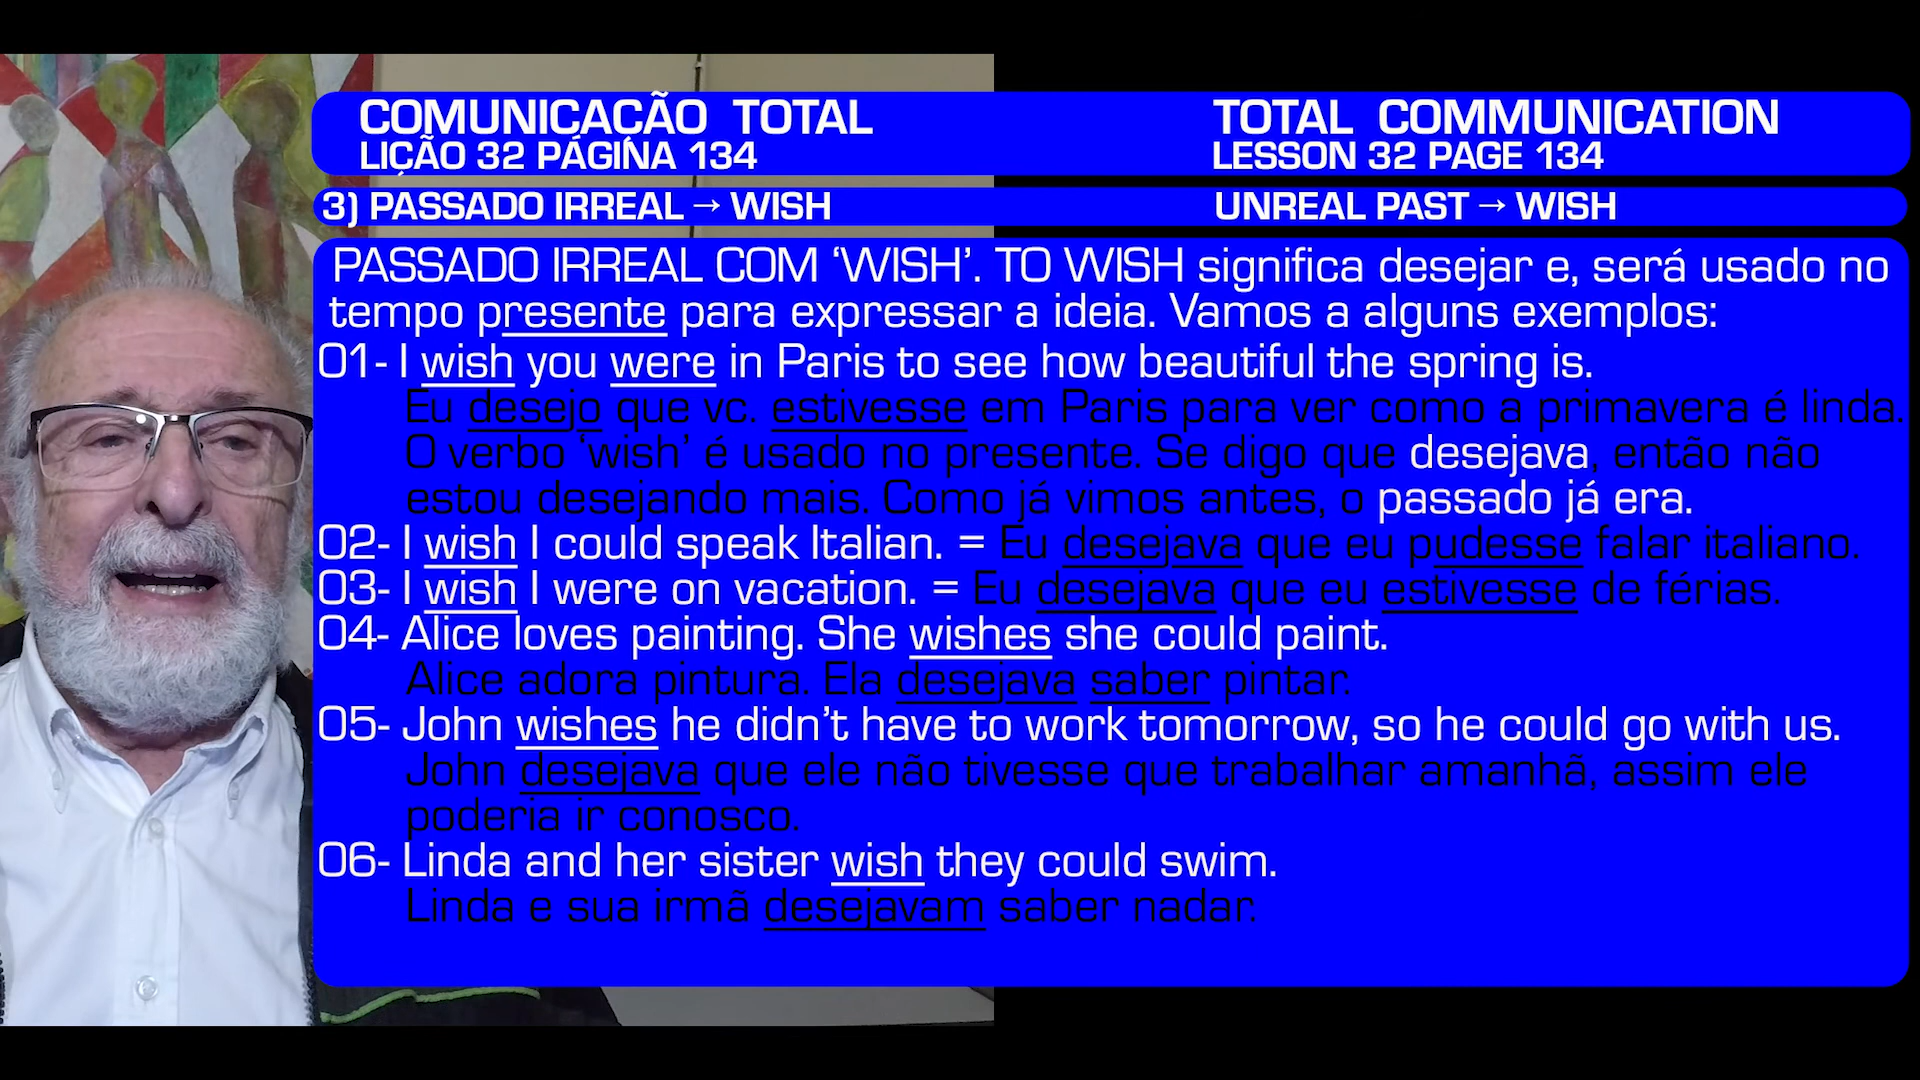 COMUNICAÇÃO TOTAL
TOTAL COMMUNICATION
LIÇÃO 32 PÁGINA 134
LESSON 32 PAGE 134
3) PASSADO IRREAL → WISH
UNREAL PAST → WISH
PASSADO IRREAL COM ‘WISH’. TO WISH significa desejar e, será usado no
tempo presente para expressar a ideia. Vamos a alguns exemplos:
01- I wish you were in Paris to see how beautiful the spring is.
Eu desejo que vc. estivesse em Paris para ver como a primavera é linda.
O verbo ‘wish’ é usado no presente. Se digo que desejava, então não
estou desejando mais. Como já vimos antes, o passado já era.
02- I wish I could speak Italian. = Eu desejava que eu pudesse falar italiano.
03- I wish I were on vacation. = Eu desejava que eu estivesse de férias.
04- Alice loves painting. She wishes she could paint.
Alice adora pintura. Ela desejava saber pintar.
05- John wishes he didn’t have to work tomorrow, so he could go with us.
John desejava que ele não tivesse que trabalhar amanhã, assim ele
poderia ir conosco.
06- Linda and her sister wish they could swim.
Linda e sua irmã desejavam saber nadar.